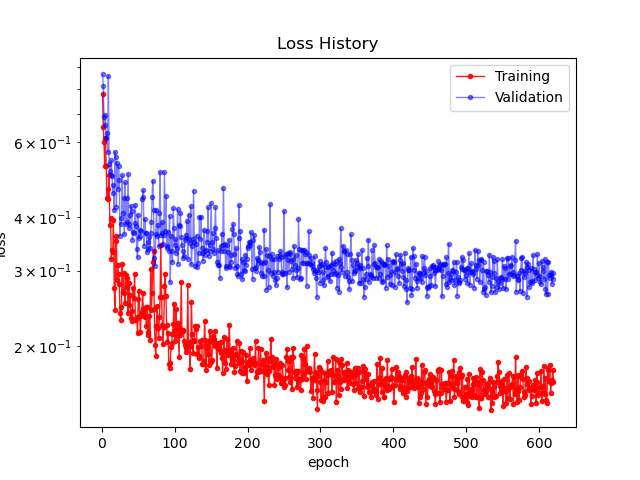 Loss History
Training
Validation
6 × 10⁻¹
4 × 10⁻¹
3 × 10⁻¹
2 × 10⁻¹
loss
0 100 200 300 400 500 600
epoch